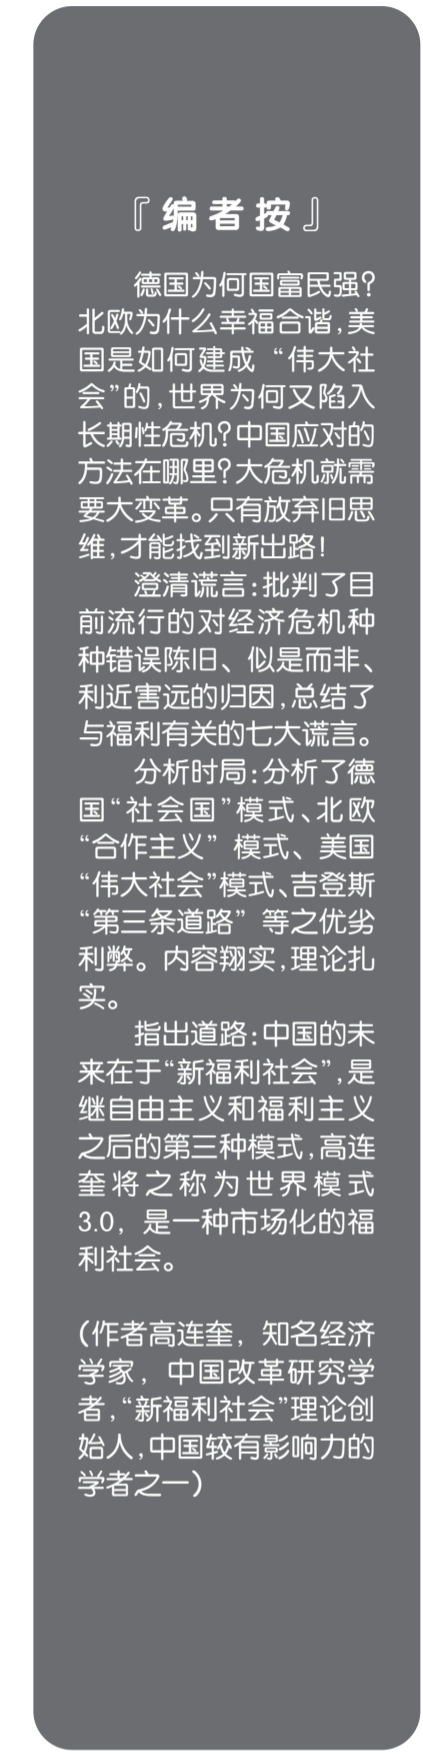 『编者按』
德国为何国富民强?
北欧为什么幸福合谐,美
国是如何建成“伟大社
会”的,世界为何又陷入
长期性危机?中国应对的
方法在哪里?大危机就需
要大变革。只有放弃旧思
维,才能找到新出路!
澄清谎言:批判了目
前流行的对经济危机种
种错误陈旧、似是而非、
利近害远的归因,总结了
与福利有关的七大谎言。
分析时局:分析了德
国“社会国”模式、北欧
“合作主义”模式、美国
“伟大社会”模式、吉登斯
“第三条道路”等之优劣
利弊。内容翔实,理论扎
实。
指出道路:中国的未
来在于“新福利社会”,是
继自由主义和福利主义
之后的第三种模式,高连
奎将之称为世界模式
3.0,是一种市场化的福
利社会。
(作者高连奎,知名经济
学家,中国改革研究学
者,“新福利社会”理论创
始人,中国较有影响力的
学者之一)